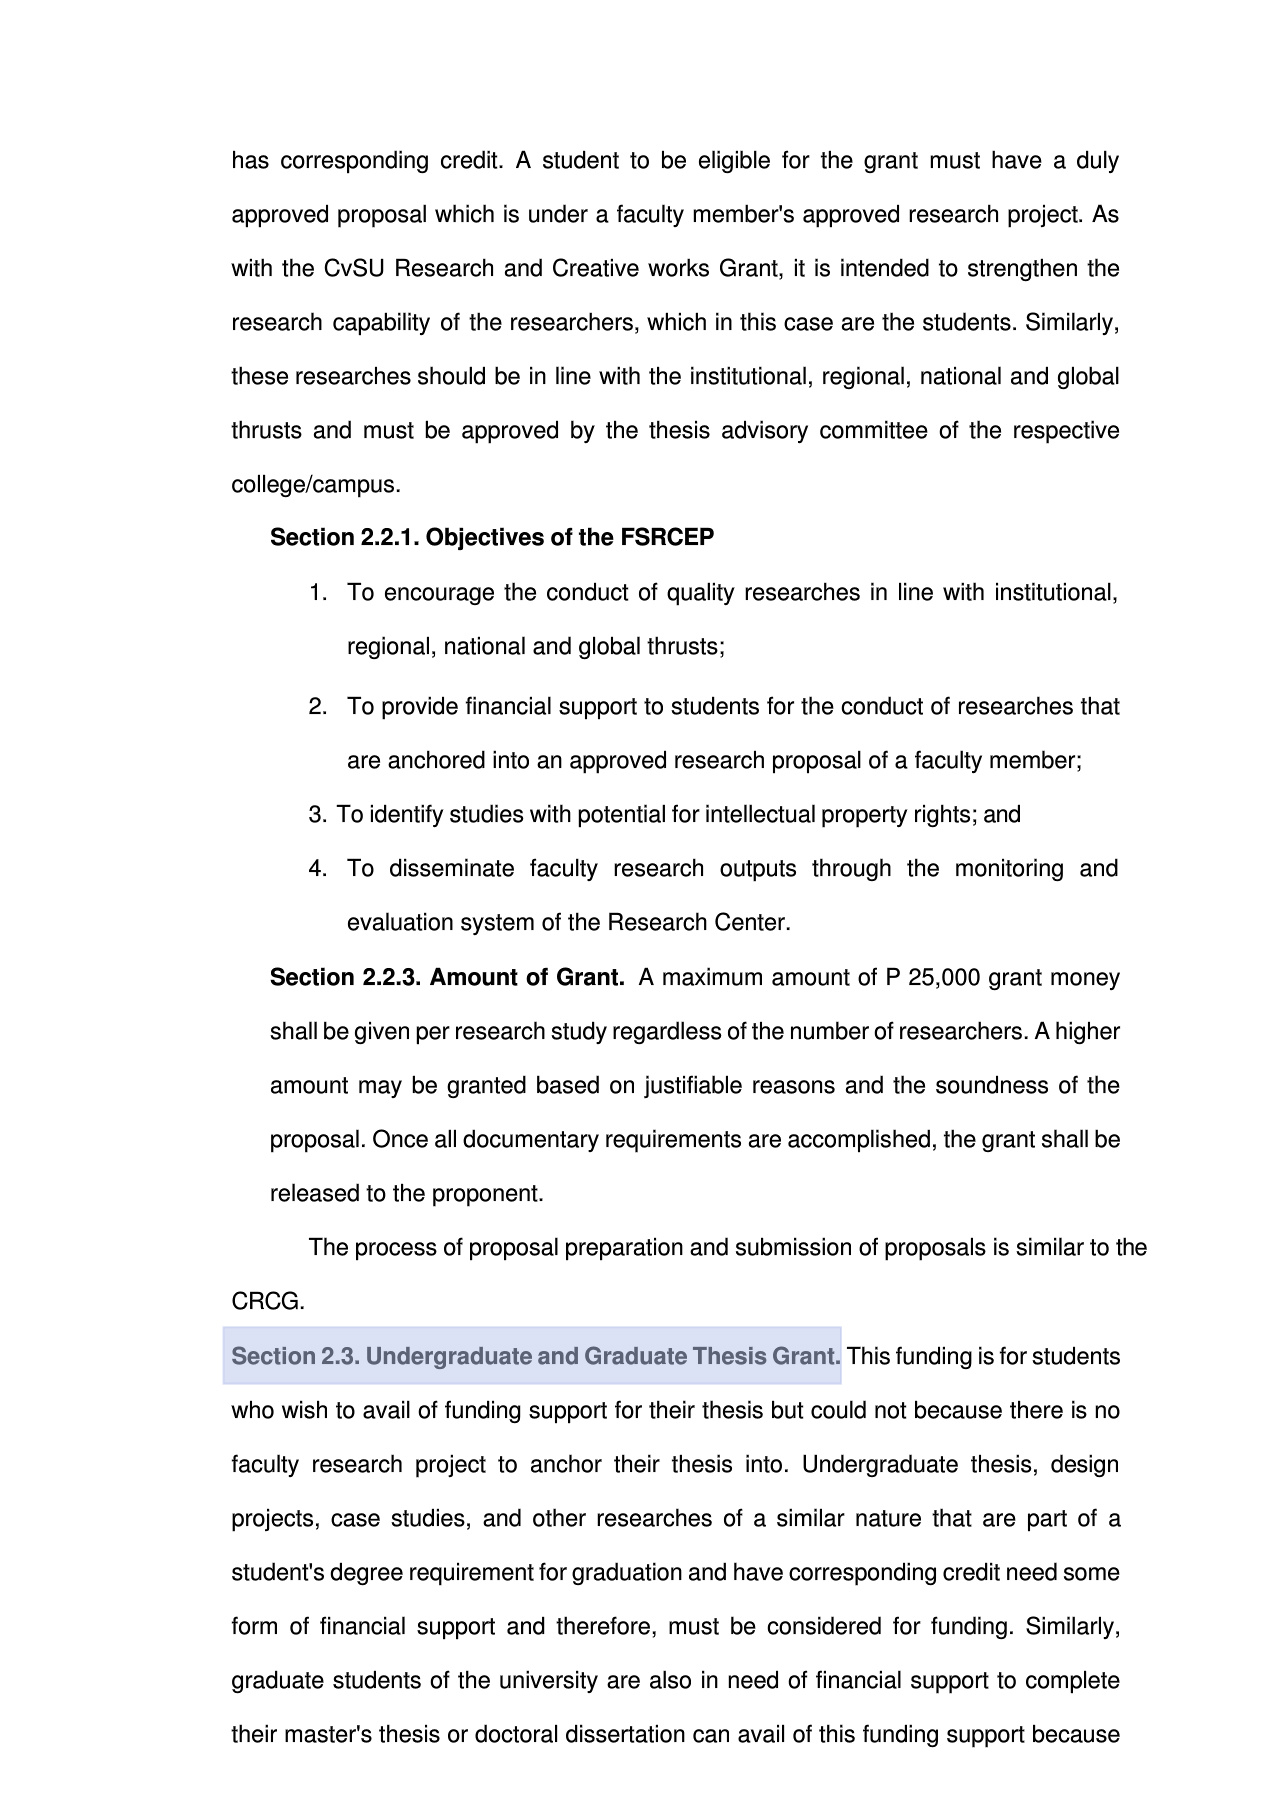 has corresponding credit. A student to be eligible for the grant must have a duly
approved proposal which is under a faculty member's approved research project. As
with the CvSU Research and Creative works Grant, it is intended to strengthen the
research capability of the researchers, which in this case are the students. Similarly,
these researches should be in line with the institutional, regional, national and global
thrusts and must be approved by the thesis advisory committee of the respective
college/campus.
Section 2.2.1. Objectives of the FSRCEP
1. To encourage the conduct of quality researches in line with institutional,
regional, national and global thrusts;
2. To provide financial support to students for the conduct of researches that
are anchored into an approved research proposal of a faculty member;
3. To identify studies with potential for intellectual property rights; and
4. To disseminate faculty research outputs through the monitoring and
evaluation system of the Research Center.
Section 2.2.3. Amount of Grant. A maximum amount of P 25,000 grant money
shall be given per research study regardless of the number of researchers. A higher
amount may be granted based on justifiable reasons and the soundness of the
proposal. Once all documentary requirements are accomplished, the grant shall be
released to the proponent.
The process of proposal preparation and submission of proposals is similar to the
CRCG.
Section 2.3. Undergraduate and Graduate Thesis Grant. This funding is for students
who wish to avail of funding support for their thesis but could not because there is no
faculty research project to anchor their thesis into. Undergraduate thesis, design
projects, case studies, and other researches of a similar nature that are part of a
student's degree requirement for graduation and have corresponding credit need some
form of financial support and therefore, must be considered for funding. Similarly,
graduate students of the university are also in need of financial support to complete
their master's thesis or doctoral dissertation can avail of this funding support because